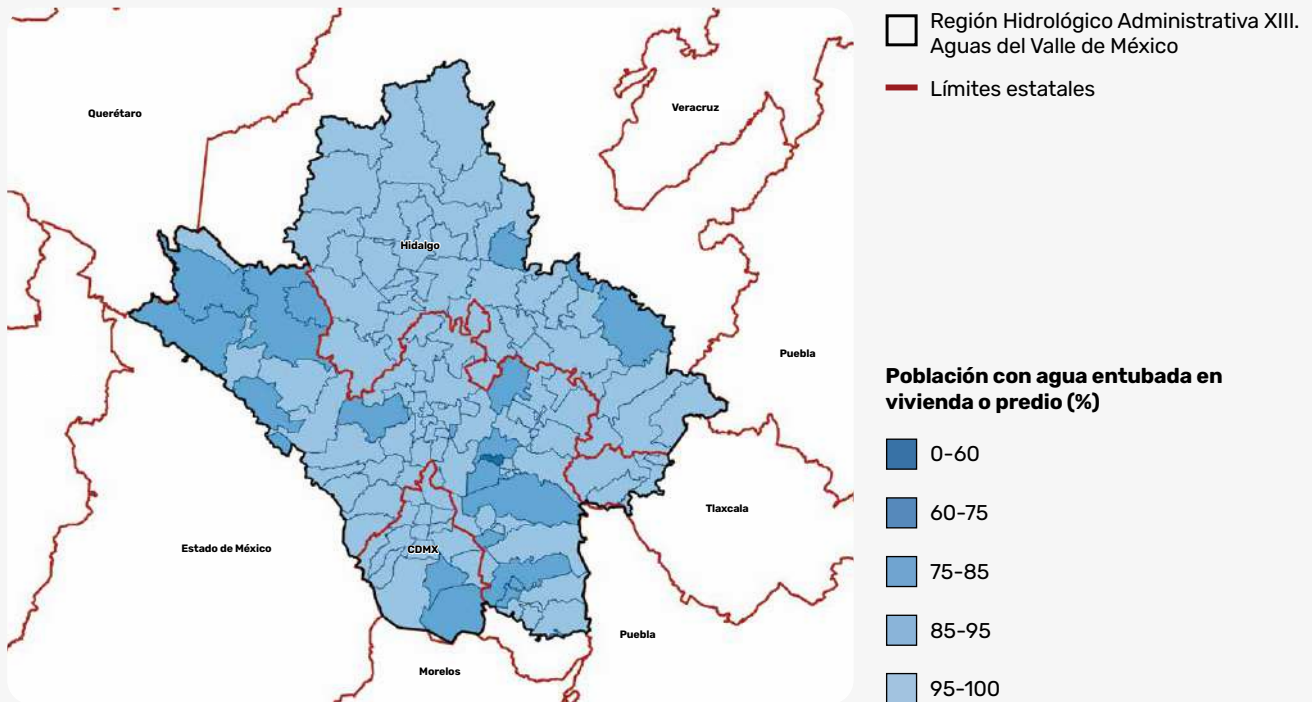 Querétaro
Veracruz
Hidalgo
Puebla
Tlaxcala
Estado de México
CDMX
Puebla
Morelos
Región Hidrológico Administrativa XIII.
Aguas del Valle de México
Límites estatales
Población con agua entubada en
vivienda o predio (%)
0-60
60-75
75-85
85-95
95-100